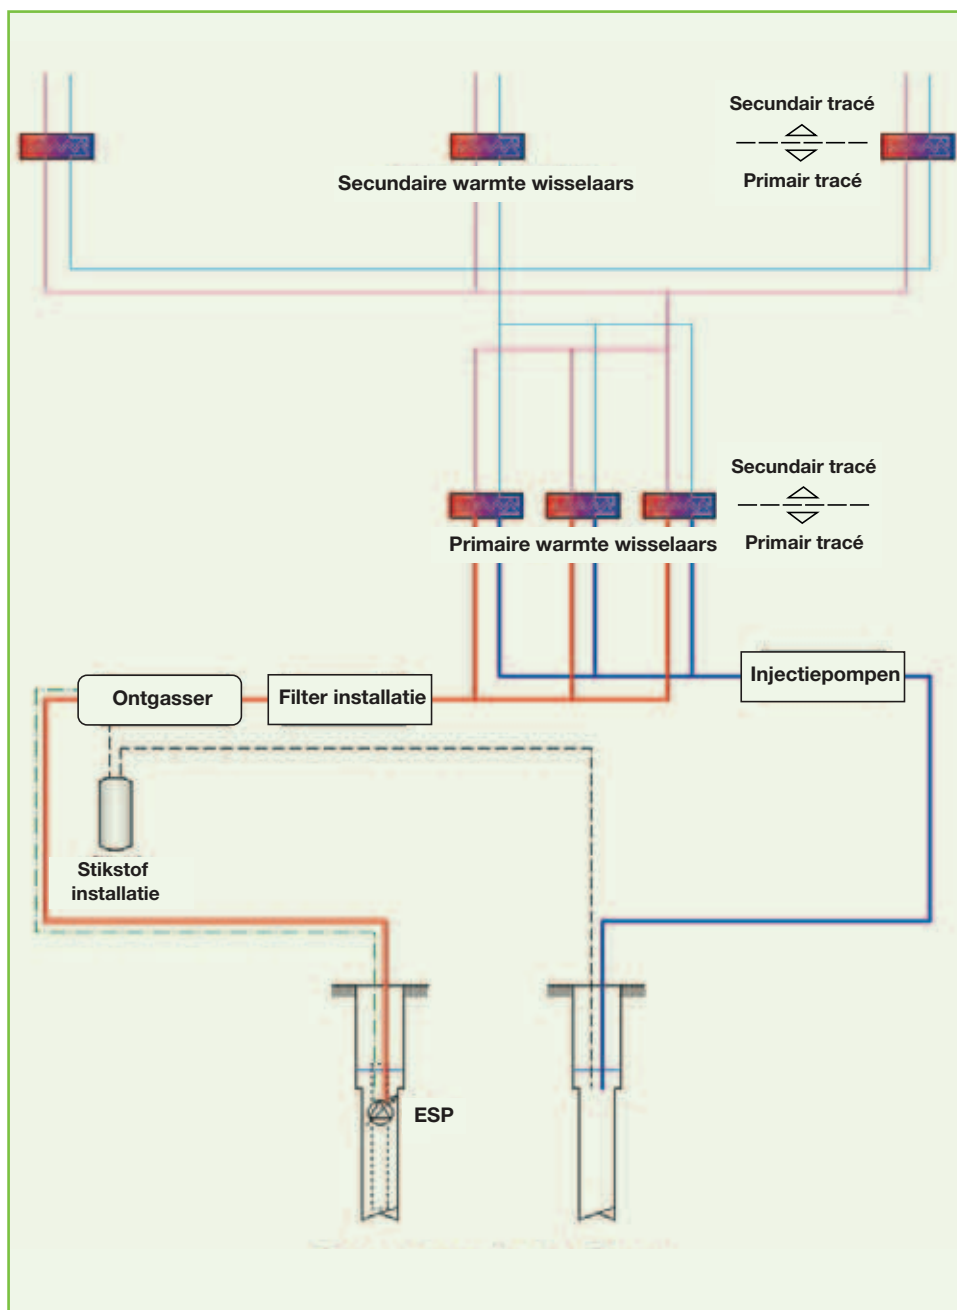 Secundair tracé
Primair tracé
Secundaire warmte wisselaars
Secundair tracé
Primair tracé
Primaire warmte wisselaars
Injectiepompen
Ontgasser
Filter installatie
Stikstof
installatie
ESP